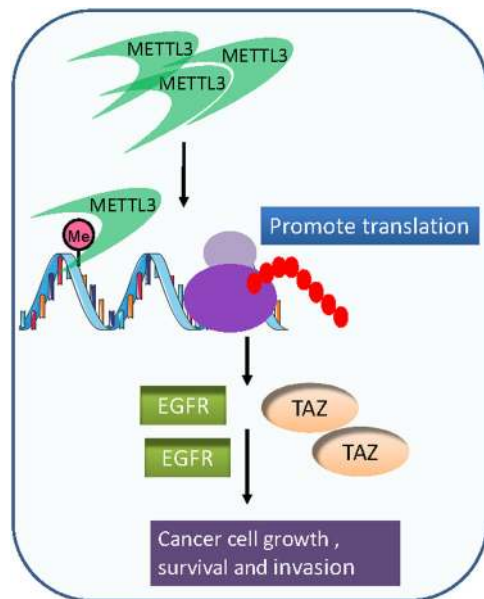 METTL3
METTL3
METTL3
METTL3
Me
Promote translation
EGFR
TAZ
EGFR
TAZ
Cancer cell growth ,
survival and invasion